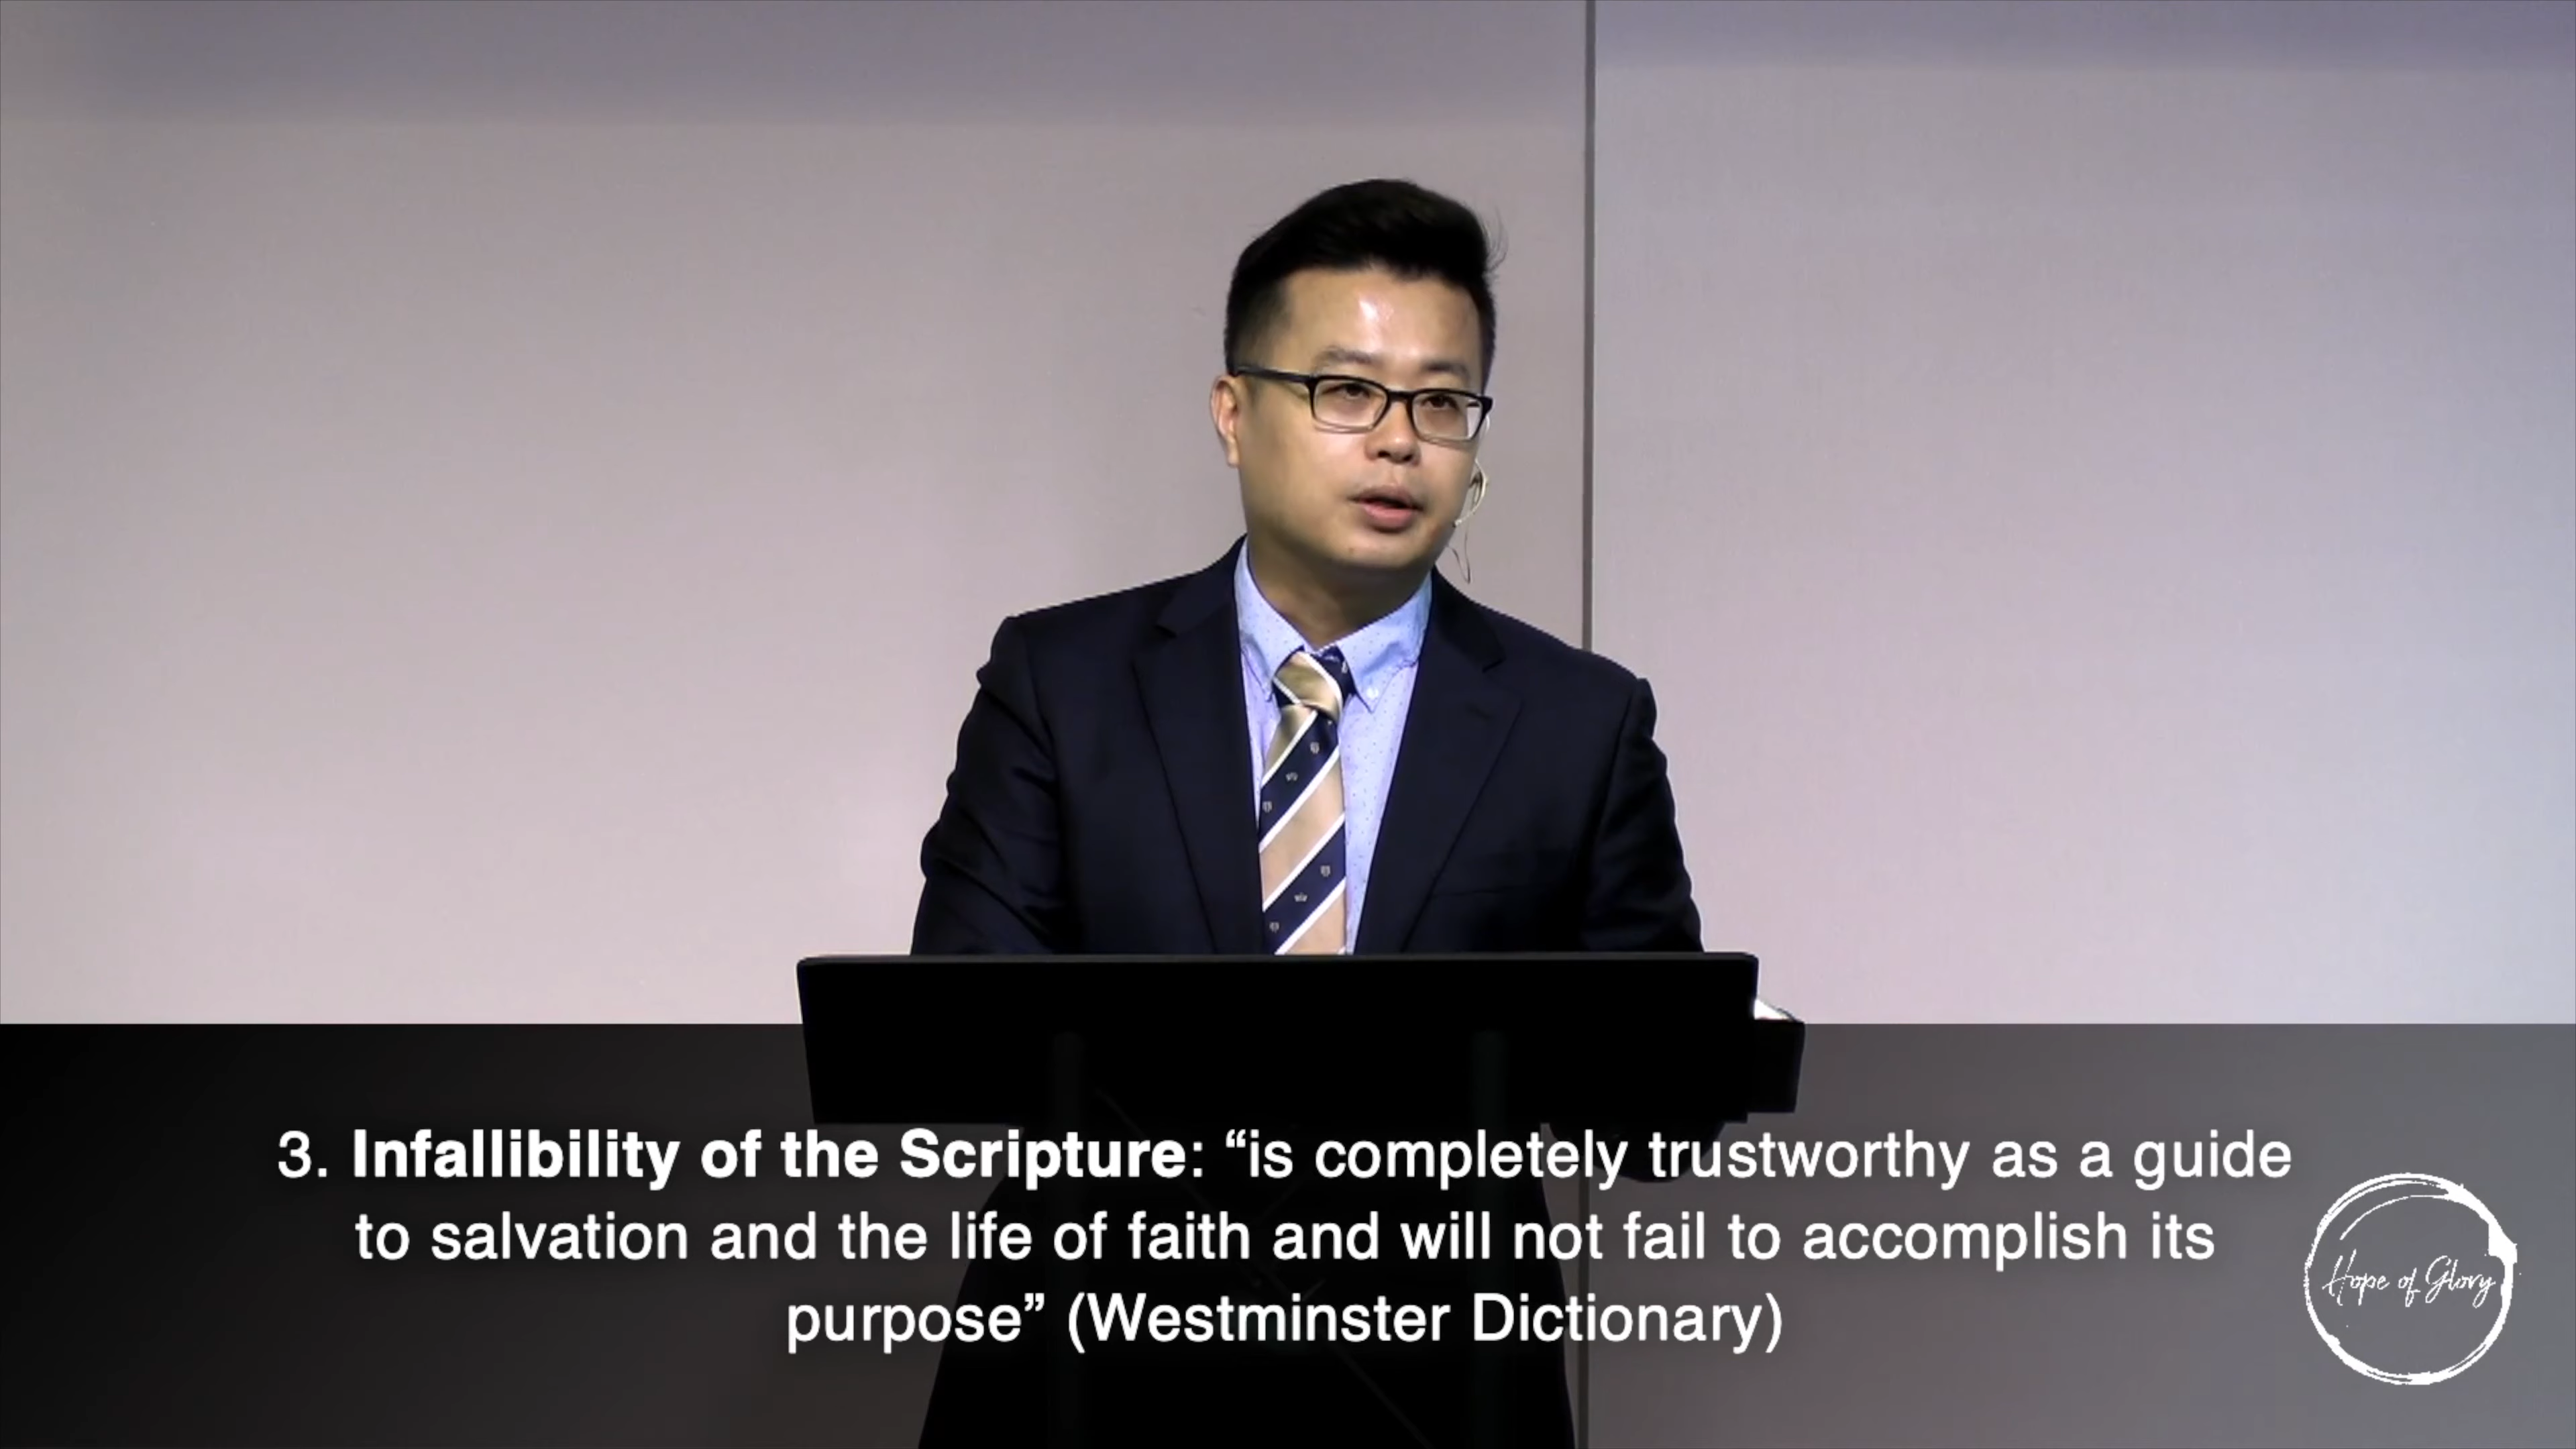 3. Infallibility of the Scripture: “is completely trustworthy as a guide
to salvation and the life of faith and will not fail to accomplish its
purpose” (Westminster Dictionary)
Hope of Glory